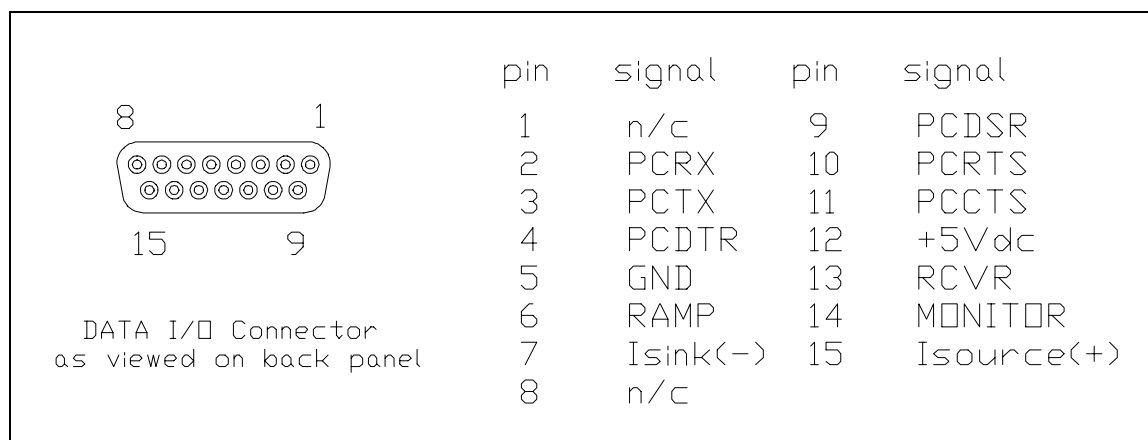 pin signal pin signal
8 1
1 n/c 9 PCDSR
2 PCRX 10 PCRTS
3 PCTX 11 PCCTS
15 9
4 PCDTR 12 +5Vdc
5 GND 13 RCVR
DATA I/O Connector
as viewed on back panel
6 RAMP 14 MONITOR
7 Isink(-) 15 Isource(+)
8 n/c